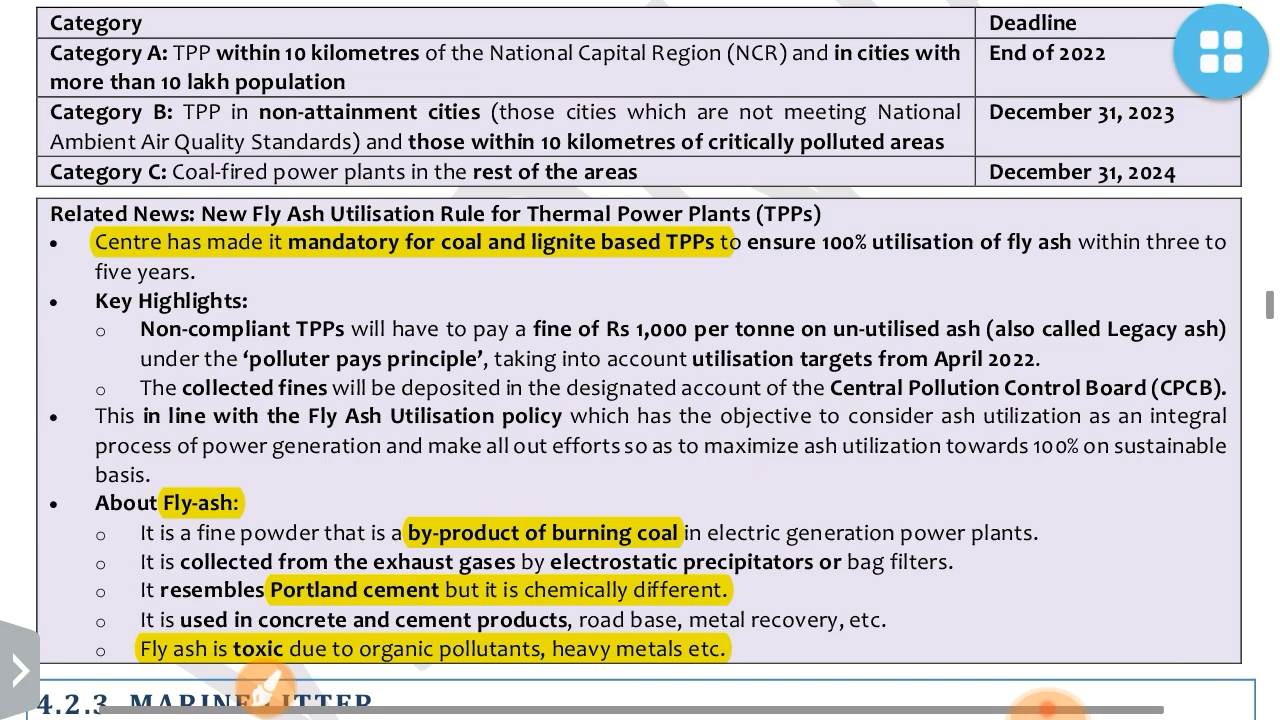 Category Deadline
Category A: TPP within 10 kilometres of the National Capital Region (NCR) and in cities with End of 2022
more than 10 lakh population
Category B: TPP in non-attainment cities (those cities which are not meeting National December 31, 2023
Ambient Air Quality Standards) and those within 10 kilometres of critically polluted areas
Category C: Coal-fired power plants in the rest of the areas December 31, 2024
Related News: New Fly Ash Utilisation Rule for Thermal Power Plants (TPPs)
• Centre has made it mandatory for coal and lignite based TPPs to ensure 100% utilisation of fly ash within three to
five years.
• Key Highlights:
o Non-compliant TPPs will have to pay a fine of Rs 1,000 per tonne on un-utilised ash (also called Legacy ash)
under the ‘polluter pays principle’, taking into account utilisation targets from April 2022.
o The collected fines will be deposited in the designated account of the Central Pollution Control Board (CPCB).
• This in line with the Fly Ash Utilisation policy which has the objective to consider ash utilization as an integral
process of power generation and make all out efforts so as to maximize ash utilization towards 100% on sustainable
basis.
• About Fly-ash:
o It is a fine powder that is a by-product of burning coal in electric generation power plants.
o It is collected from the exhaust gases by electrostatic precipitators or bag filters.
o It resembles Portland cement but it is chemically different.
o It is used in concrete and cement products, road base, metal recovery, etc.
o Fly ash is toxic due to organic pollutants, heavy metals etc.
4.2.3. MARINE LITTER